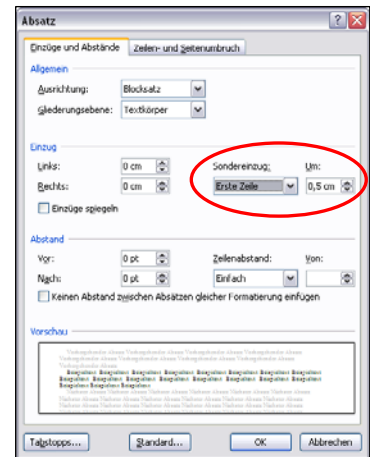 Absatz
Einzüge und Abstände Zeilen- und Seitenumbruch
Allgemein
Ausrichtung: Blocksatz
Gliederungsebene: Textkörper
Einzug
Links: 0 cm Sondereinzug: Um:
Rechts: 0 cm Erste Zeile 0,5 cm
Einzüge spiegeln
Abstand
Vor: 0 pt Zeilenabstand: Von:
Nach: 0 pt Einfach
Keinen Abstand zwischen Absätzen gleicher Formatierung einfügen
Vorschau
Tabstopps... Standard... OK Abbrechen